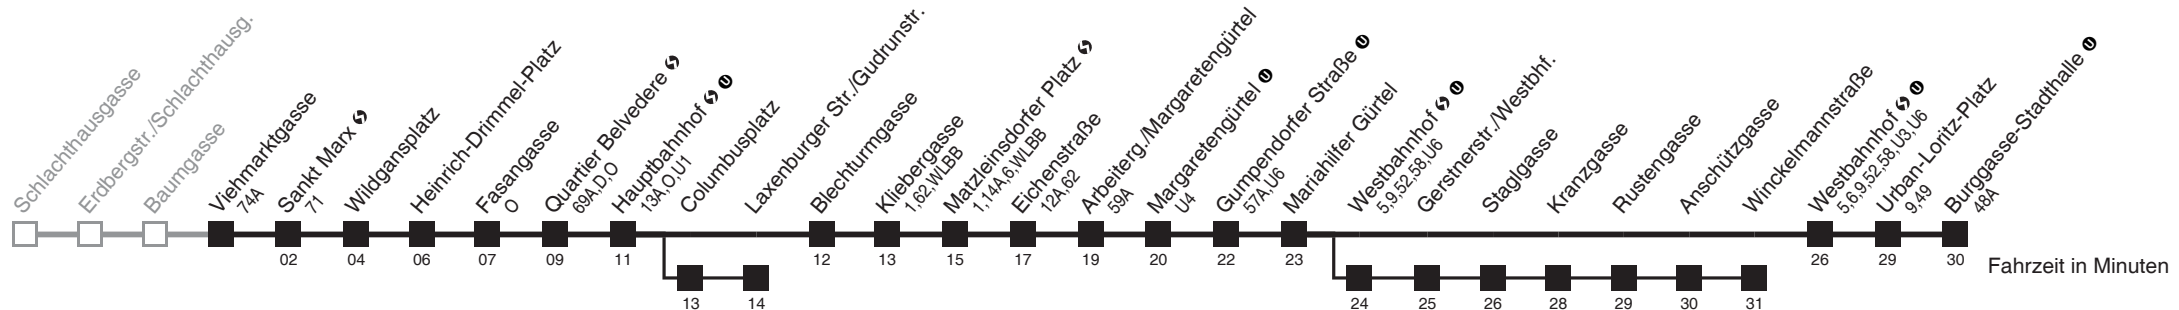 Schlachthausgasse
Erdbergstr./Schlachthausg.
Baumgasse
Viehmarktgasse
74A
Sankt Marx S
71
Wildgansplatz
Heinrich-Drimmel-Platz
Fasangasse
O
Quartier Belvedere S
69A,D,O
Hauptbahnhof S U
13A,O,U1
Columbusplatz
Laxenburger Str./Gudrunstr.
Blechturmgasse
Kliebergasse
1,62,WLBB
Matzleinsdorfer Platz S
1,14A,6,WLBB
Eichenstraße
12A,62
Arbeiterg./Margaretengürtel
59A
Margaretengürtel U
U4
Gumpendorfer Straße U
57A,U6
Mariahilfer Gürtel
Westbahnhof S U
5,9,52,58,U6
Gerstnerstr./Westbhf.
Staglgasse
Kranzgasse
Rustengasse
Anschützgasse
Winckelmannstraße
Westbahnhof S U
5,6,9,52,58,U3,U6
Urban-Loritz-Platz
9,49
Burggasse-Stadthalle U
48A
02 04 06 07 09 11 12 13 15 17 19 20 22 23 26 29 30
Fahrzeit in Minuten
13 14 24 25 26 28 29 30 31